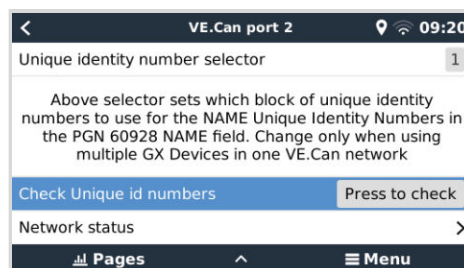 VE.Can port 2 09:20
Unique identity number selector 1
Above selector sets which block of unique identity
numbers to use for the NAME Unique Identity Numbers in
the PGN 60928 NAME field. Change only when using
multiple GX Devices in one VE.Can network
Check Unique id numbers Press to check
Network status
Pages Menu